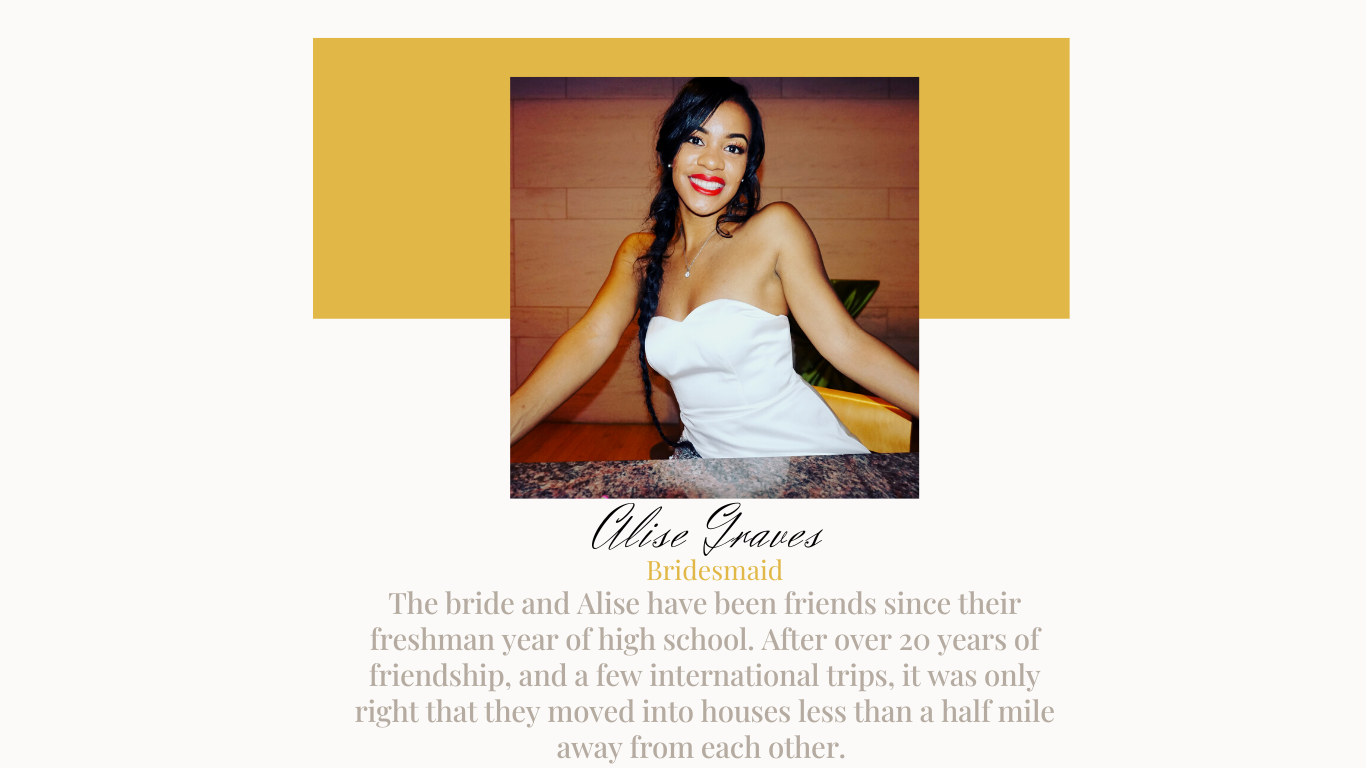 Alise Graves
Bridesmaid
The bride and Alise have been friends since their
freshman year of high school. After over 20 years of
friendship, and a few international trips, it was only
right that they moved into houses less than a half mile
away from each other.